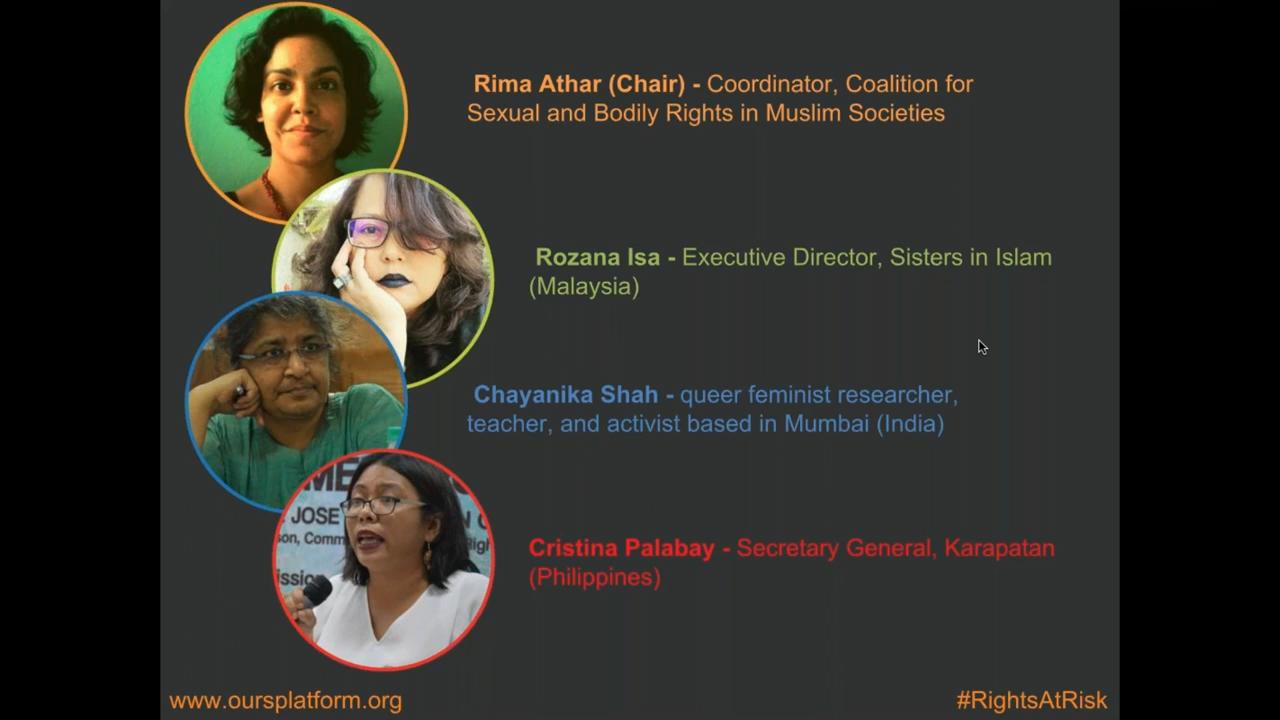 Rima Athar (Chair) - Coordinator, Coalition for
Sexual and Bodily Rights in Muslim Societies
Rozana Isa - Executive Director, Sisters in Islam
(Malaysia)
Chayanika Shah - queer feminist researcher,
teacher, and activist based in Mumbai (India)
JOSE
Cristina Palabay - Secretary General, Karapatan
(Philippines)
www.oursplatform.org
#RightsAtRisk